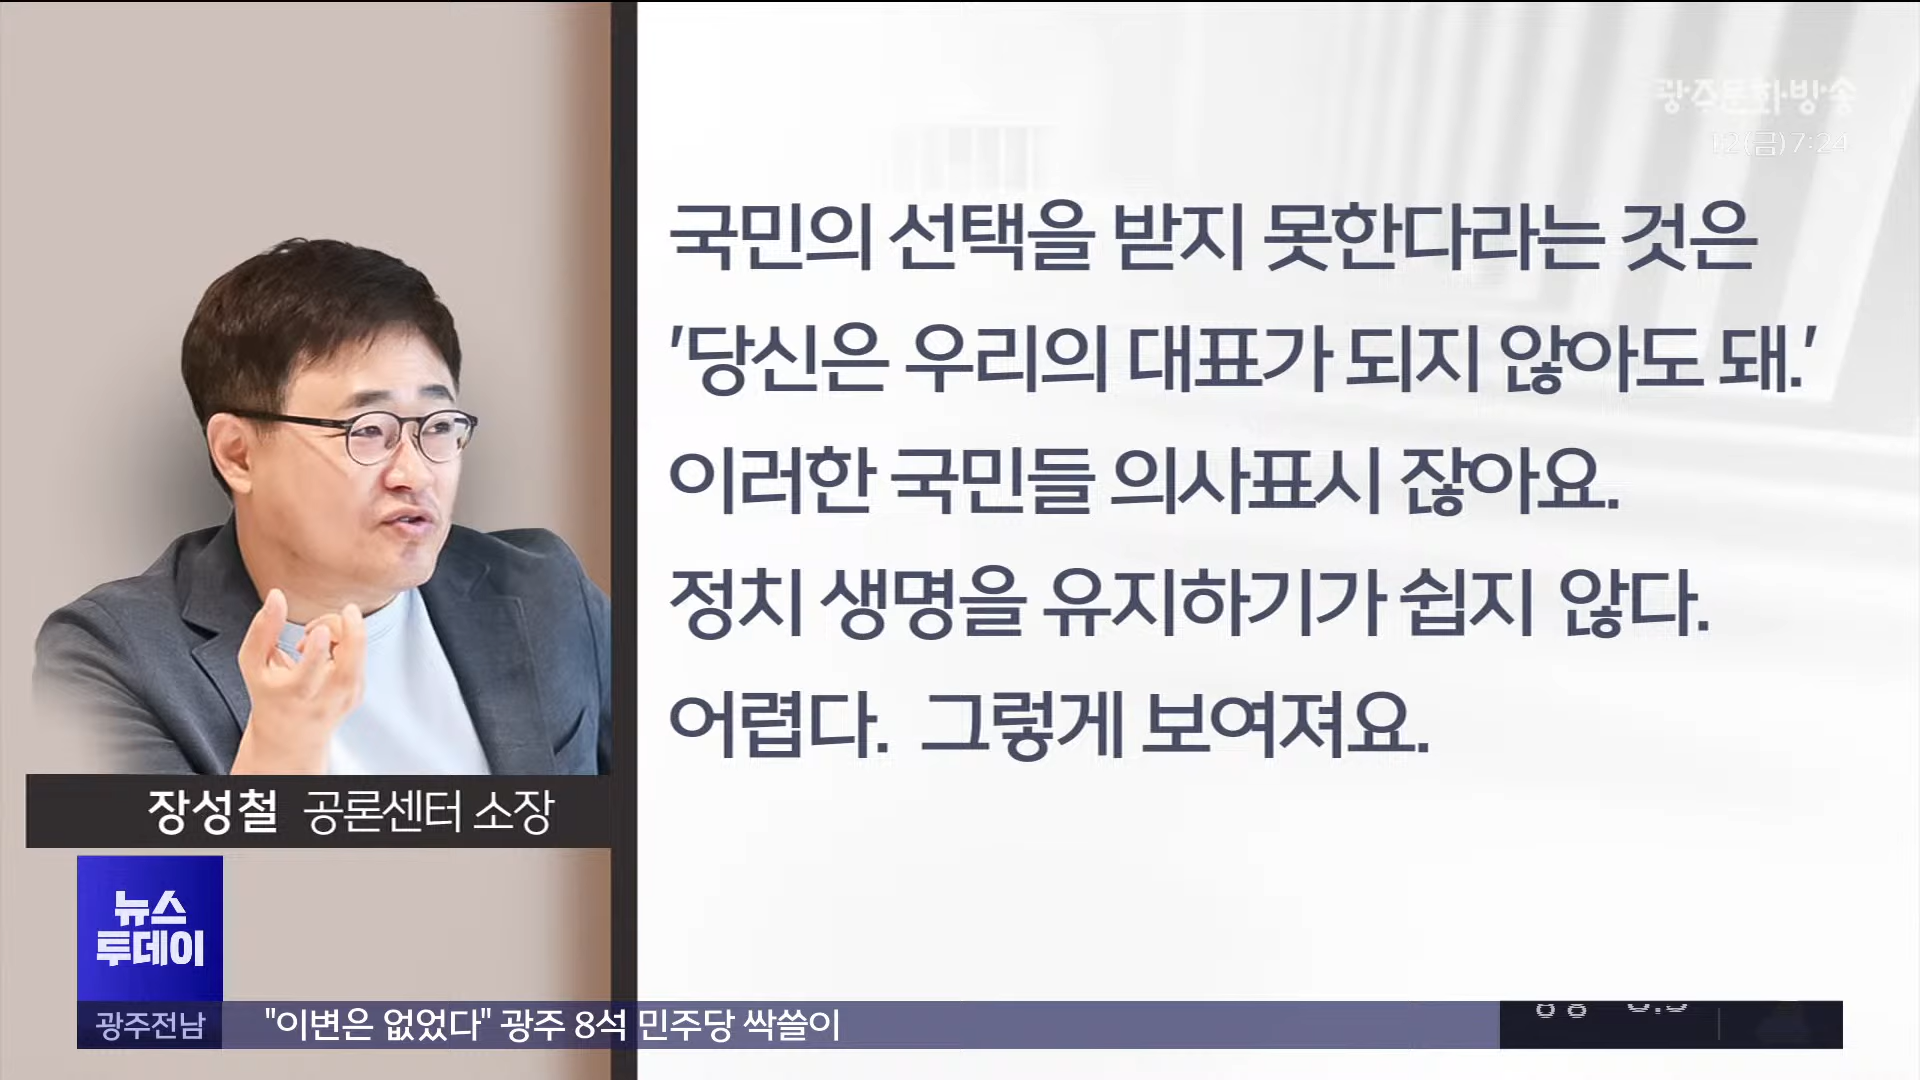 광주문화방송
12(금) 7:24
국민의 선택을 받지 못한다라는 것은
'당신은 우리의 대표가 되지 않아도 돼.'
이러한 국민들 의사표시 잖아요.
정치 생명을 유지하기가 쉽지 않다.
어렵다. 그렇게 보여져요.
장성철 공론센터 소장
뉴스
투데이
광주전남 "이변은 없었다" 광주 8석 민주당 싹쓸이